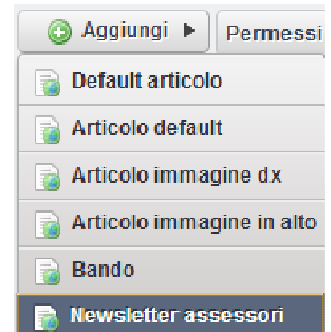 Aggiungi Permessi
Default articolo
Articolo default
Articolo immagine dx
Articolo immagine in alto
Bando
Newsletter assessori